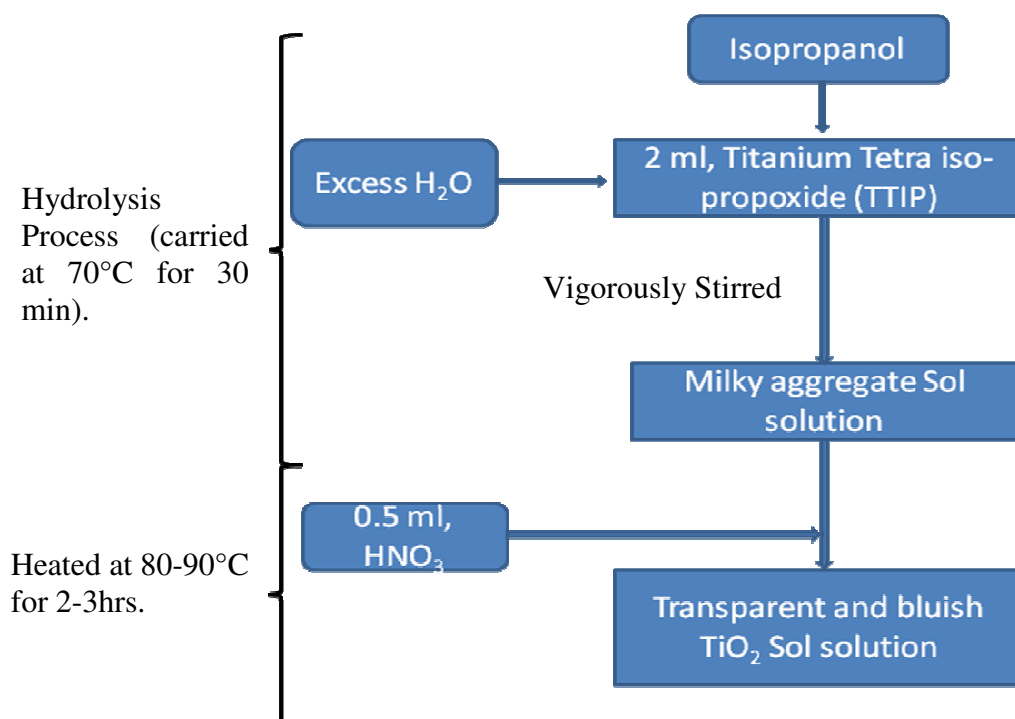 Isopropanol
Excess H₂O
2 ml, Titanium Tetra iso-
propoxide (TTIP)
Hydrolysis
Process (carried
at 70°C for 30
min).
Vigorously Stirred
Milky aggregate Sol
solution
0.5 ml,
HNO₃
Heated at 80-90°C
for 2-3hrs.
Transparent and bluish
TiO₂ Sol solution